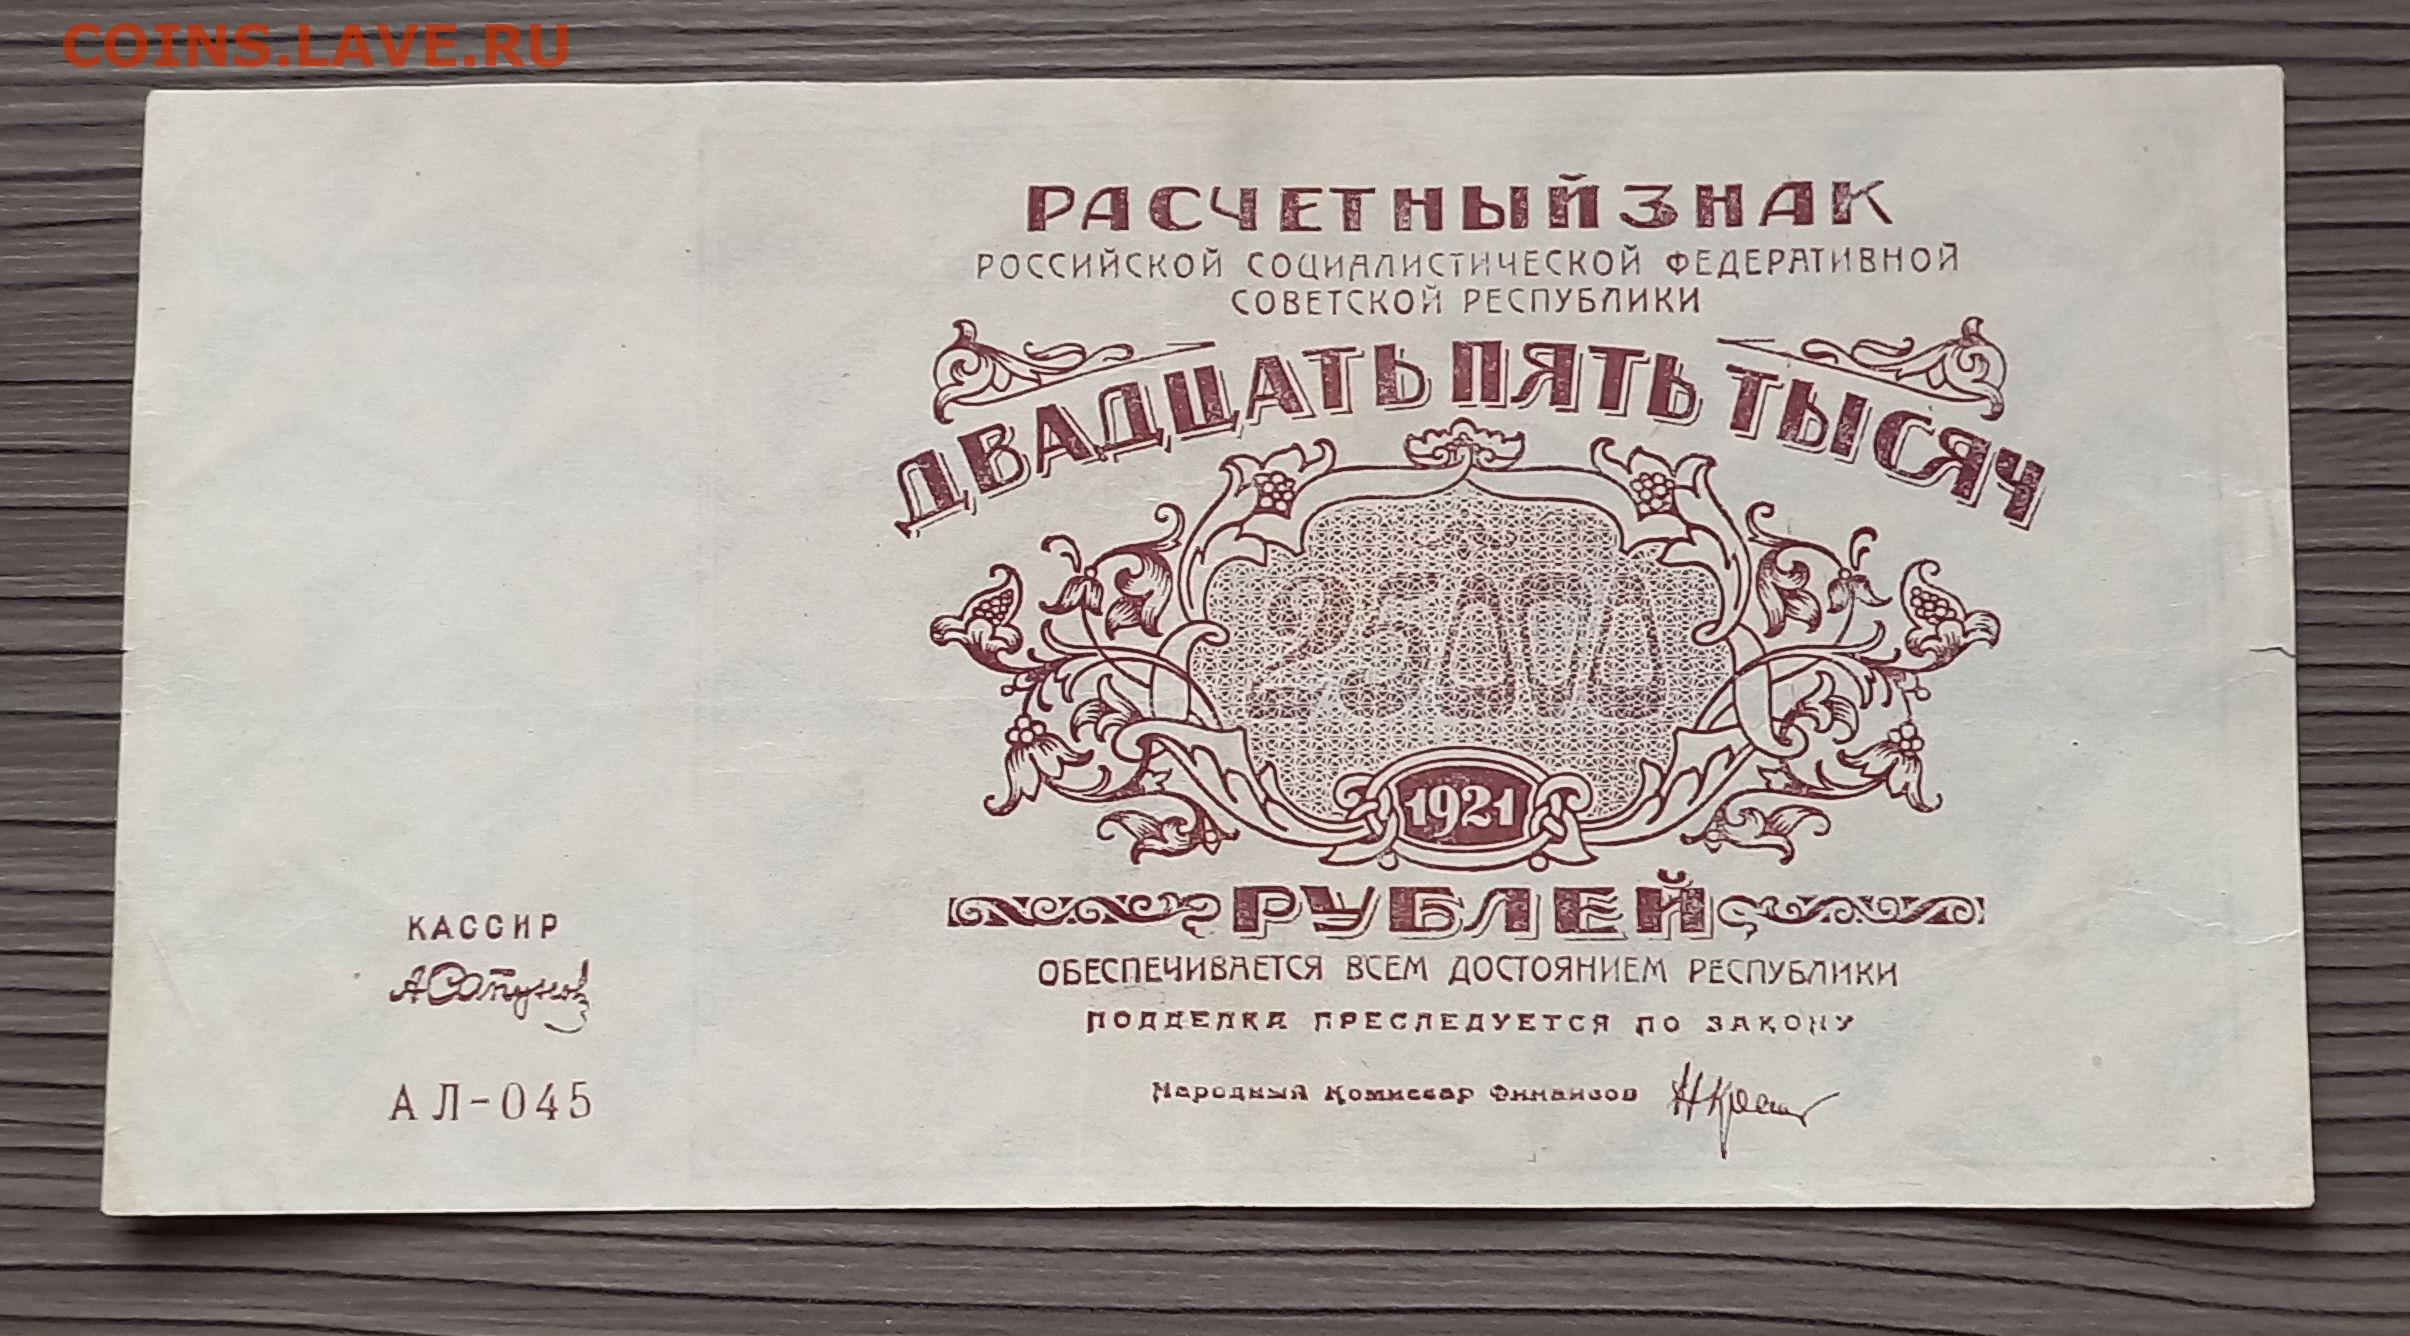 COINS.LAVE.RU
РАСЧЕТНЫЙ ЗНАК
РОССИЙСКОЙ СОЦИАЛИСТИЧЕСКОЙ ФЕДЕРАТИВНОЙ
СОВЕТСКОЙ РЕСПУБЛИКИ
ДВАДЦАТЬ ПЯТЬ ТЫСЯЧ
25000
1921
РУБЛЕЙ
ОБЕСПЕЧИВАЕТСЯ ВСЕМ ДОСТОЯНИЕМ РЕСПУБЛИКИ
ПОДДЕЛКА ПРЕСЛЕДУЕТСЯ ПО ЗАКОНУ
Народный Комиссар Финансов
КАССИР
АЛ-045